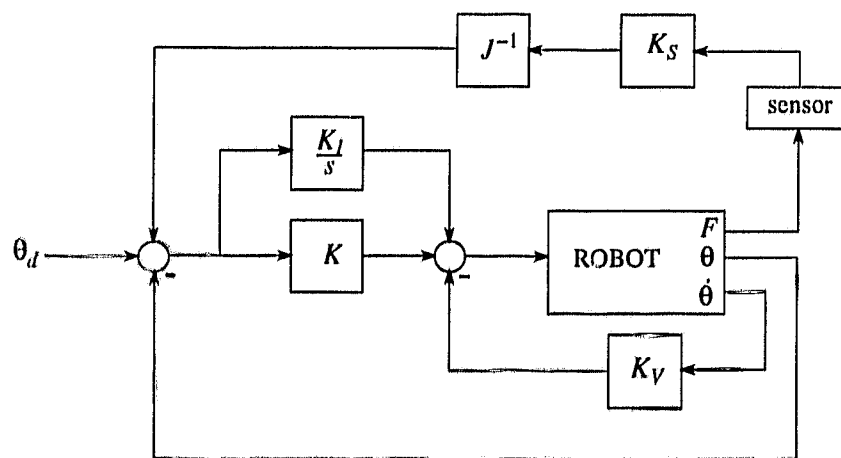 J⁻¹
K_S
sensor
K_I
s
θ_d
-
K
-
ROBOT
F
θ
θ̇
K_V